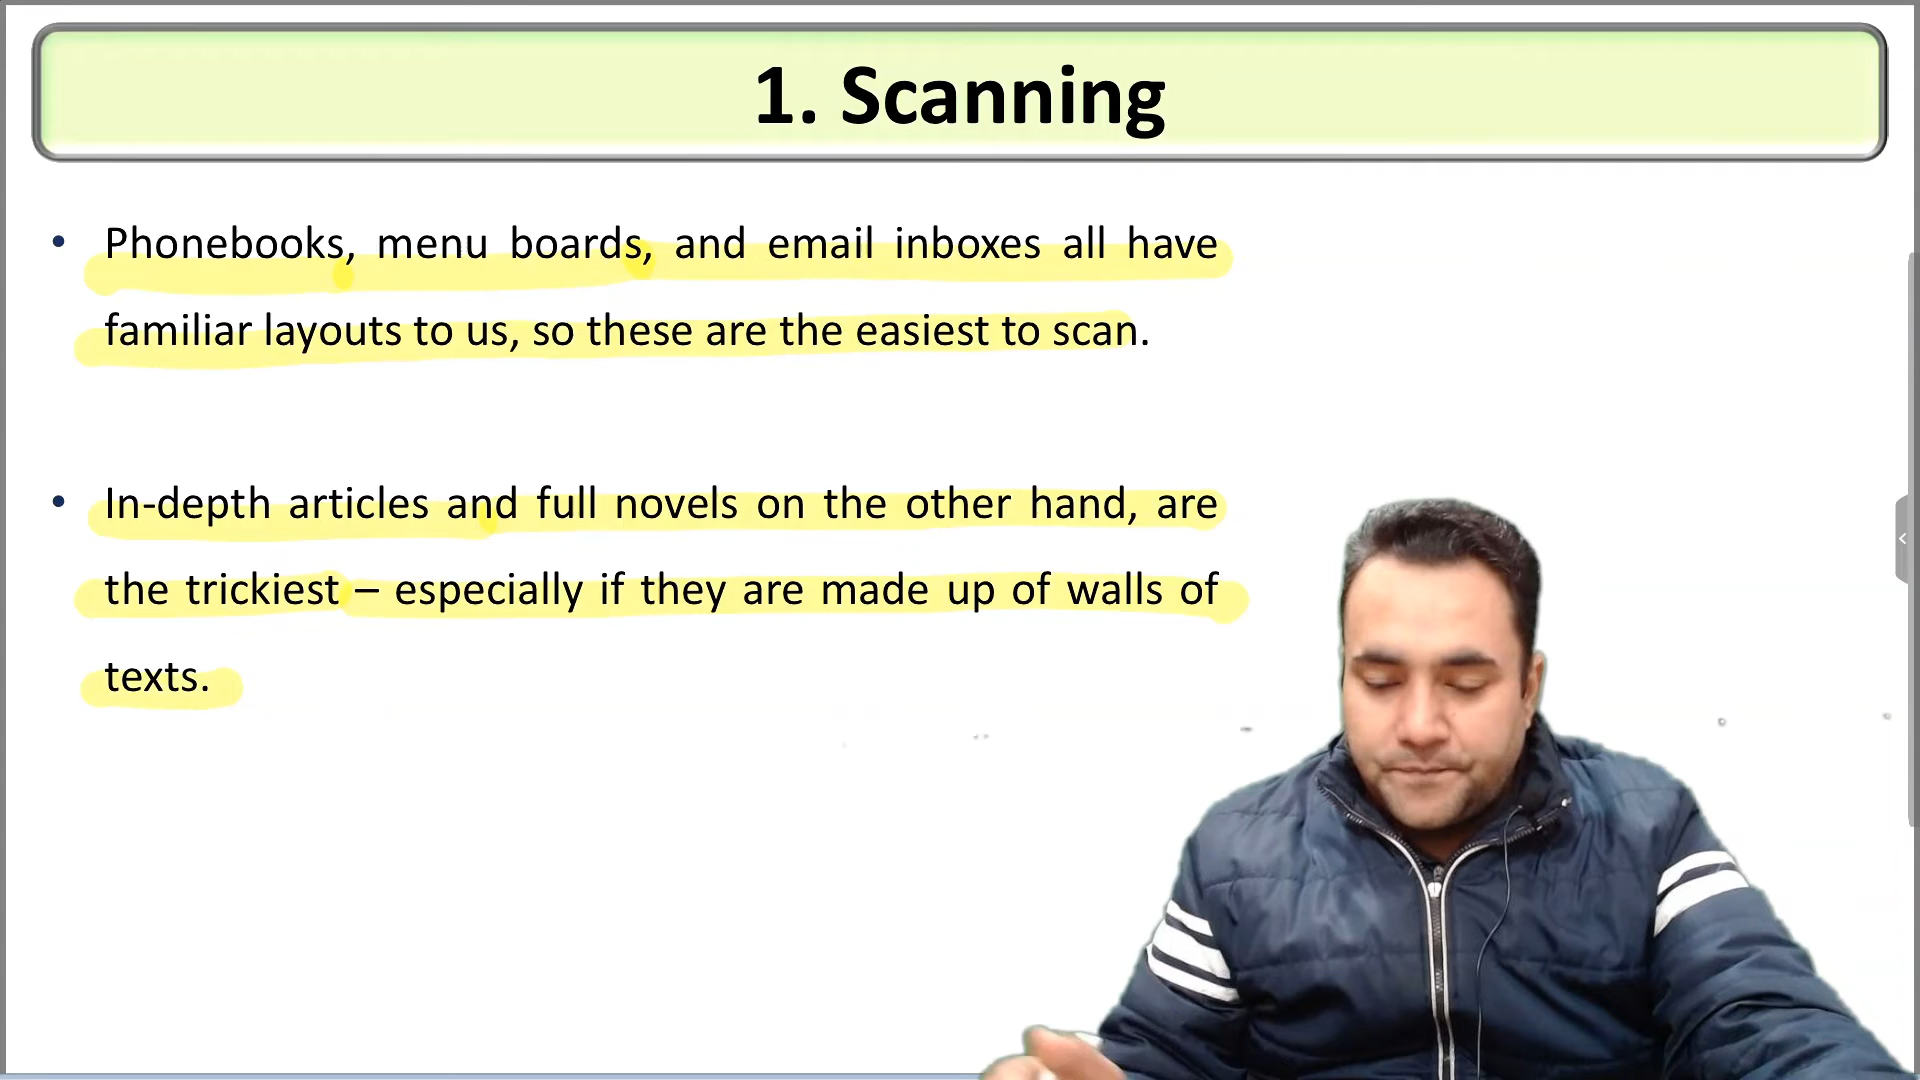 1. Scanning
• Phonebooks, menu boards, and email inboxes all have
familiar layouts to us, so these are the easiest to scan.
• In-depth articles and full novels on the other hand, are
the trickiest – especially if they are made up of walls of
texts.